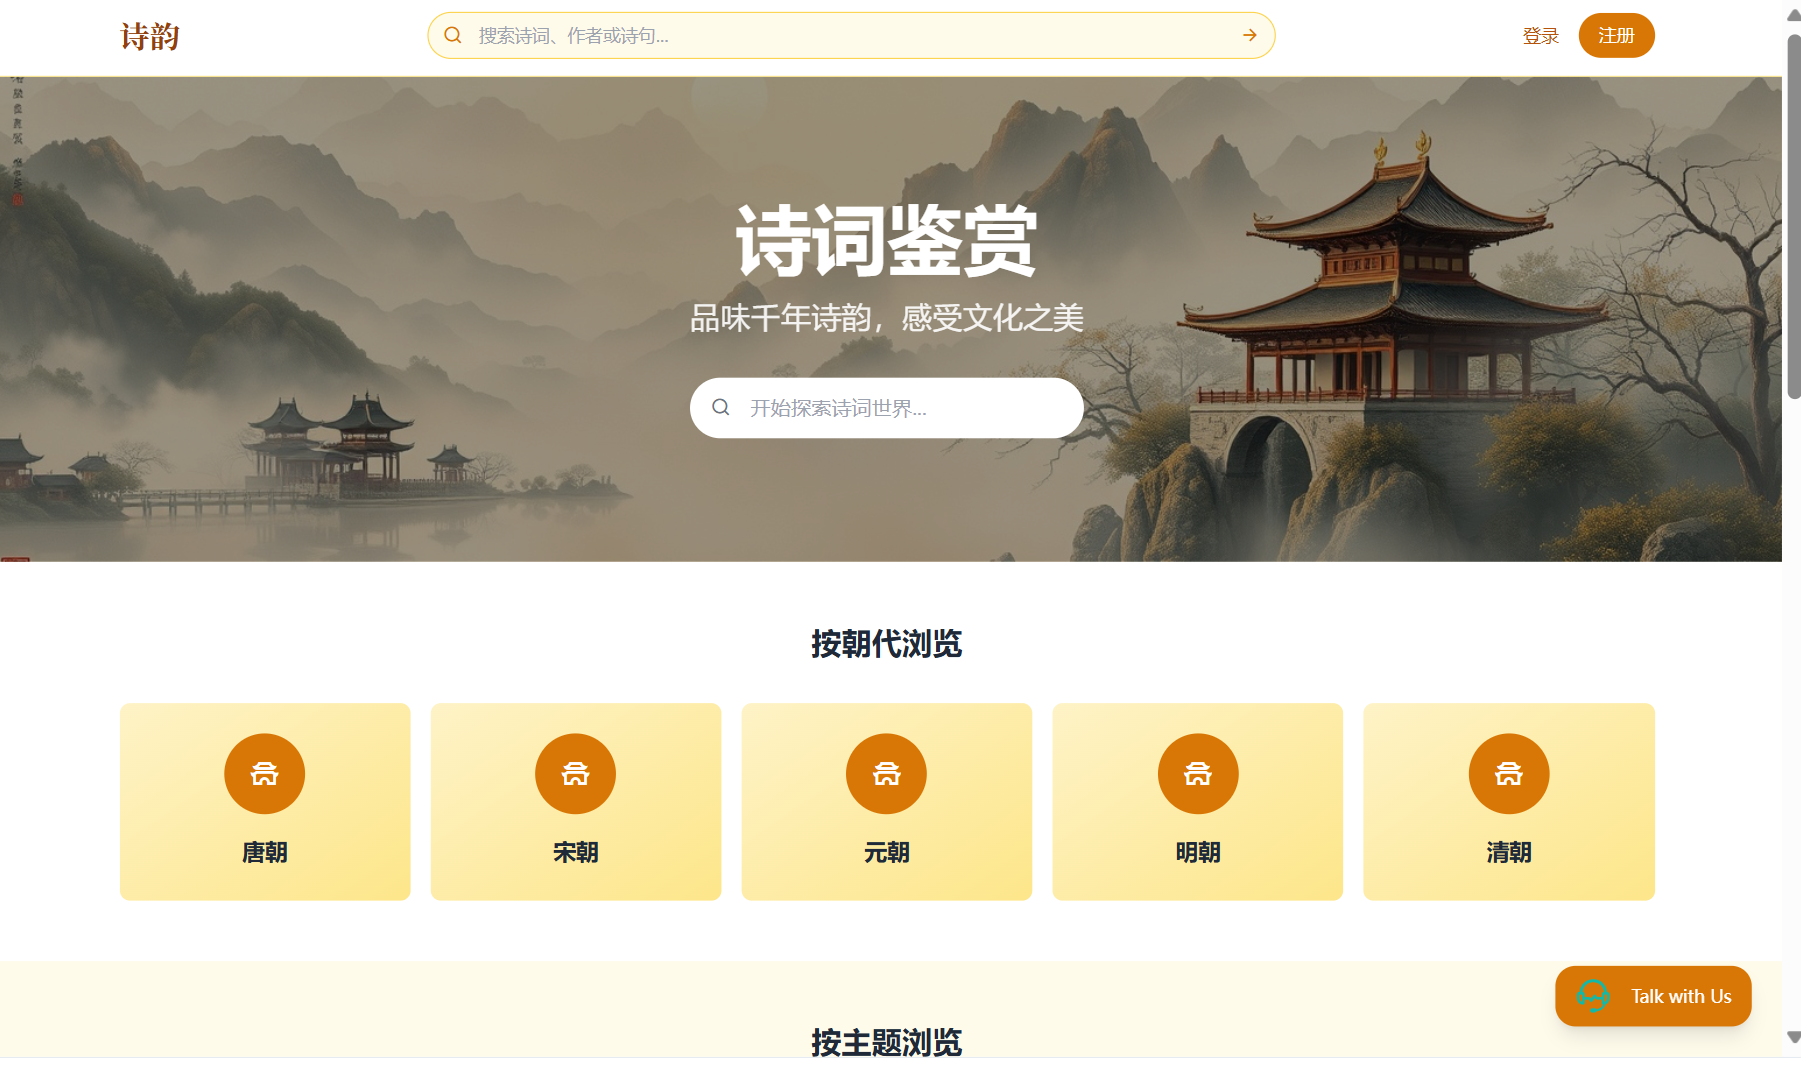 诗韵
搜索诗词、作者或诗句...
登录
注册
诗词鉴赏
品味千年诗韵，感受文化之美
开始探索诗词世界...
按朝代浏览
唐朝
宋朝
元朝
明朝
清朝
Talk with Us
按主题浏览